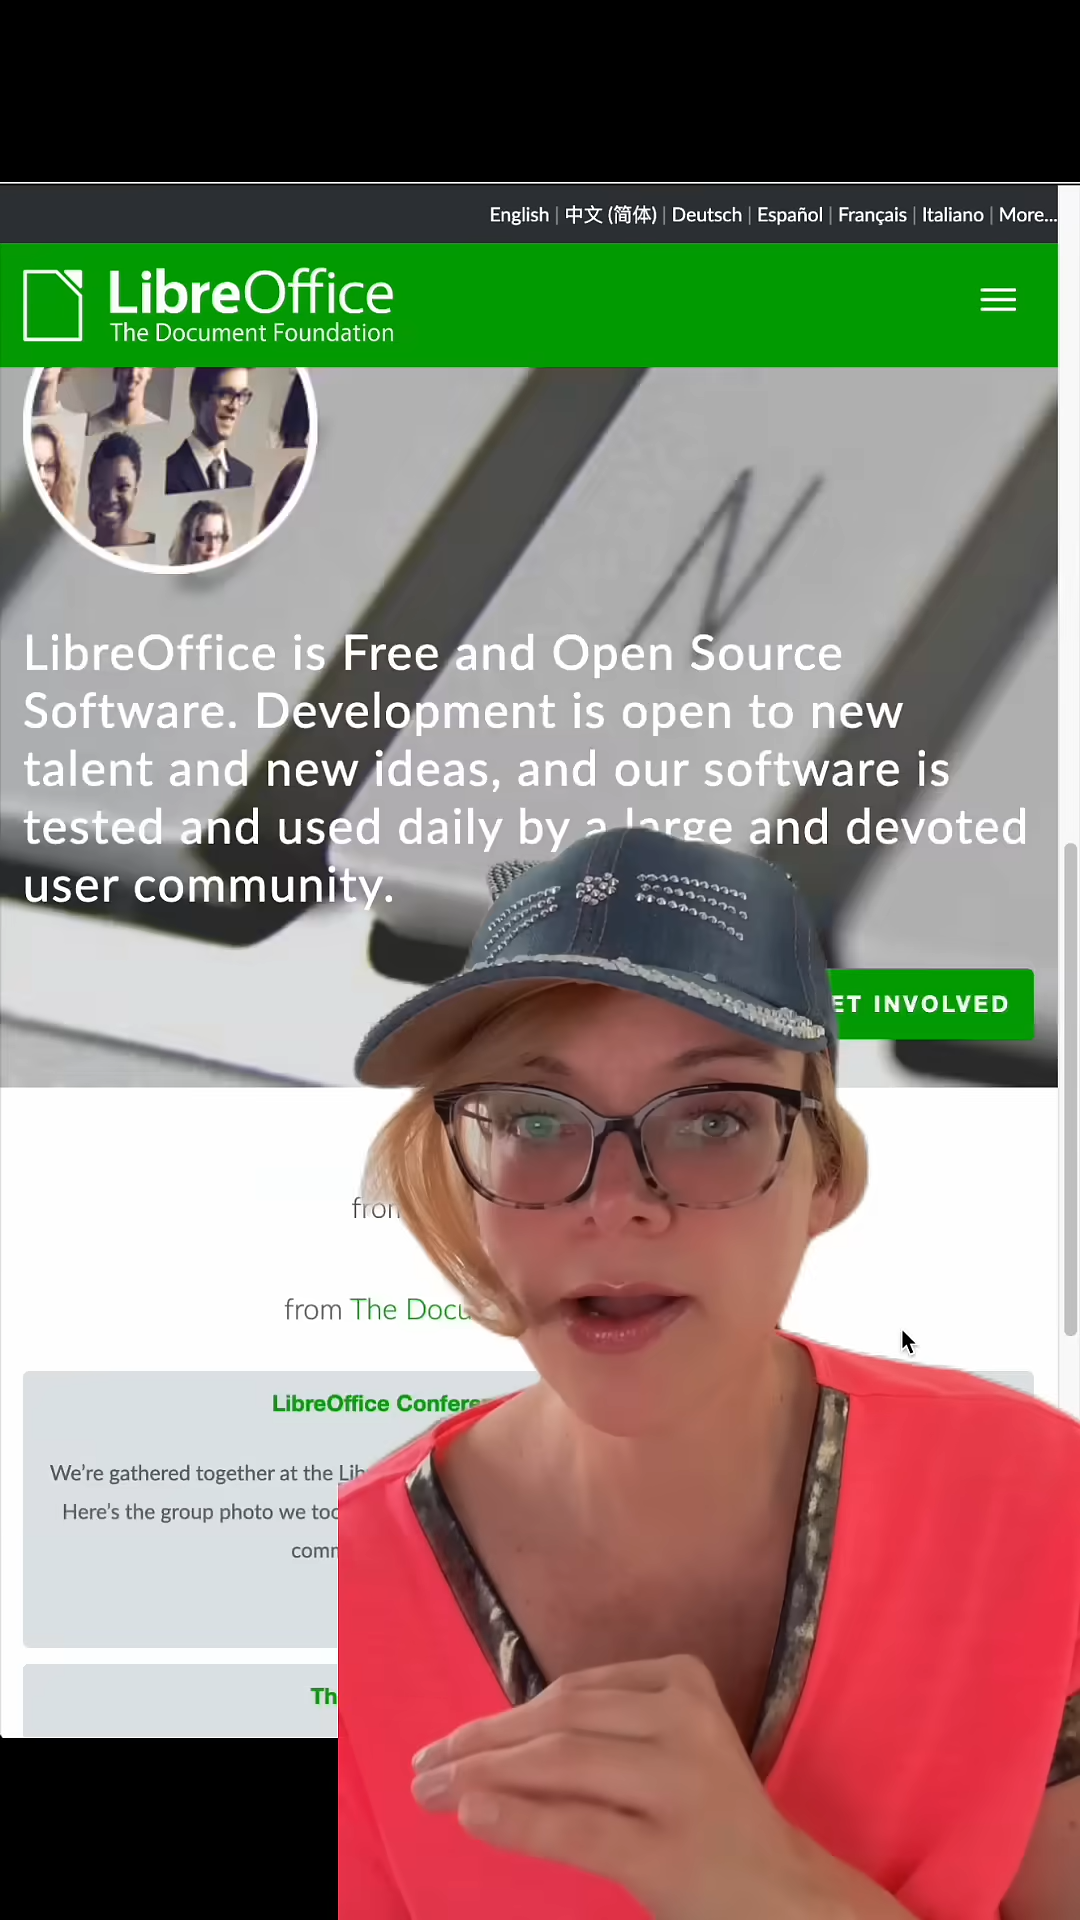 English | 中文 (简体) | Deutsch | Español | Français | Italiano | More...
LibreOffice
The Document Foundation
N
LibreOffice is Free and Open Source
Software. Development is open to new
talent and new ideas, and our software is
tested and used daily by a large and devoted
user community.
ET INVOLVED
from
from The Docu
LibreOffice Confere
We're gathered together at the Lib
Here's the group photo we too
comm
Th